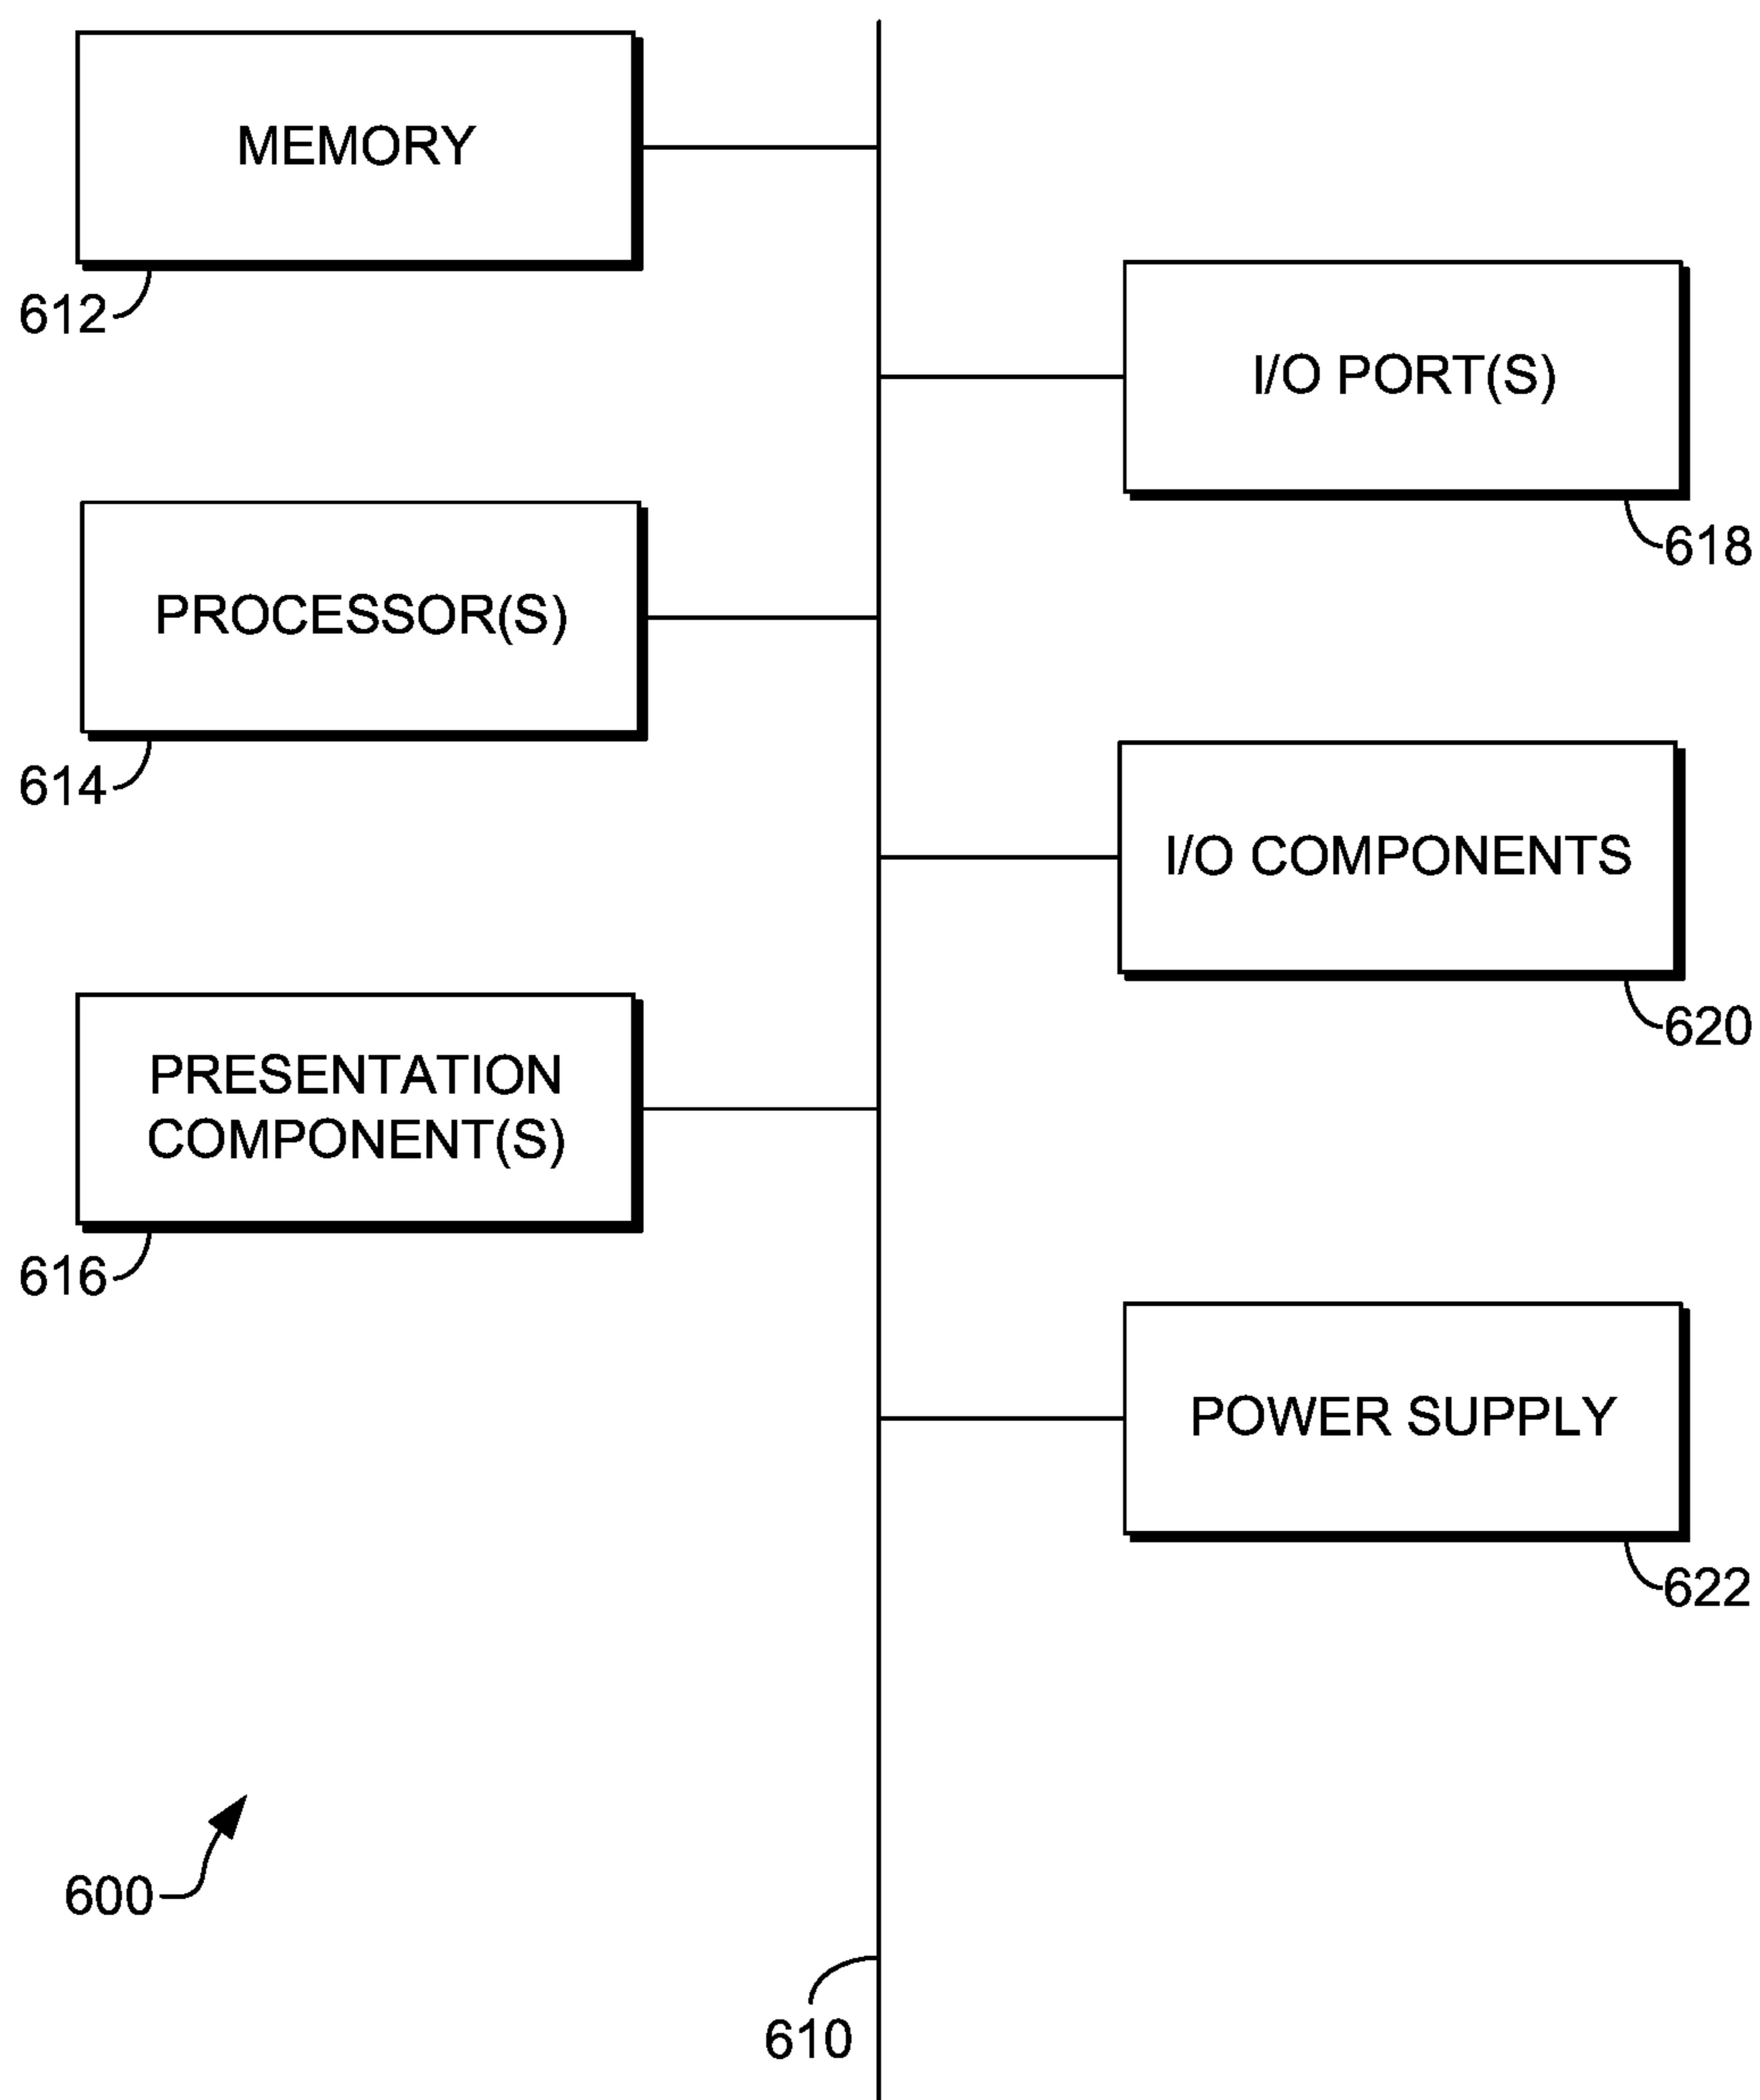 MEMORY
612
I/O PORT(S)
618
PROCESSOR(S)
614
I/O COMPONENTS
620
PRESENTATION
COMPONENT(S)
616
POWER SUPPLY
622
600
610